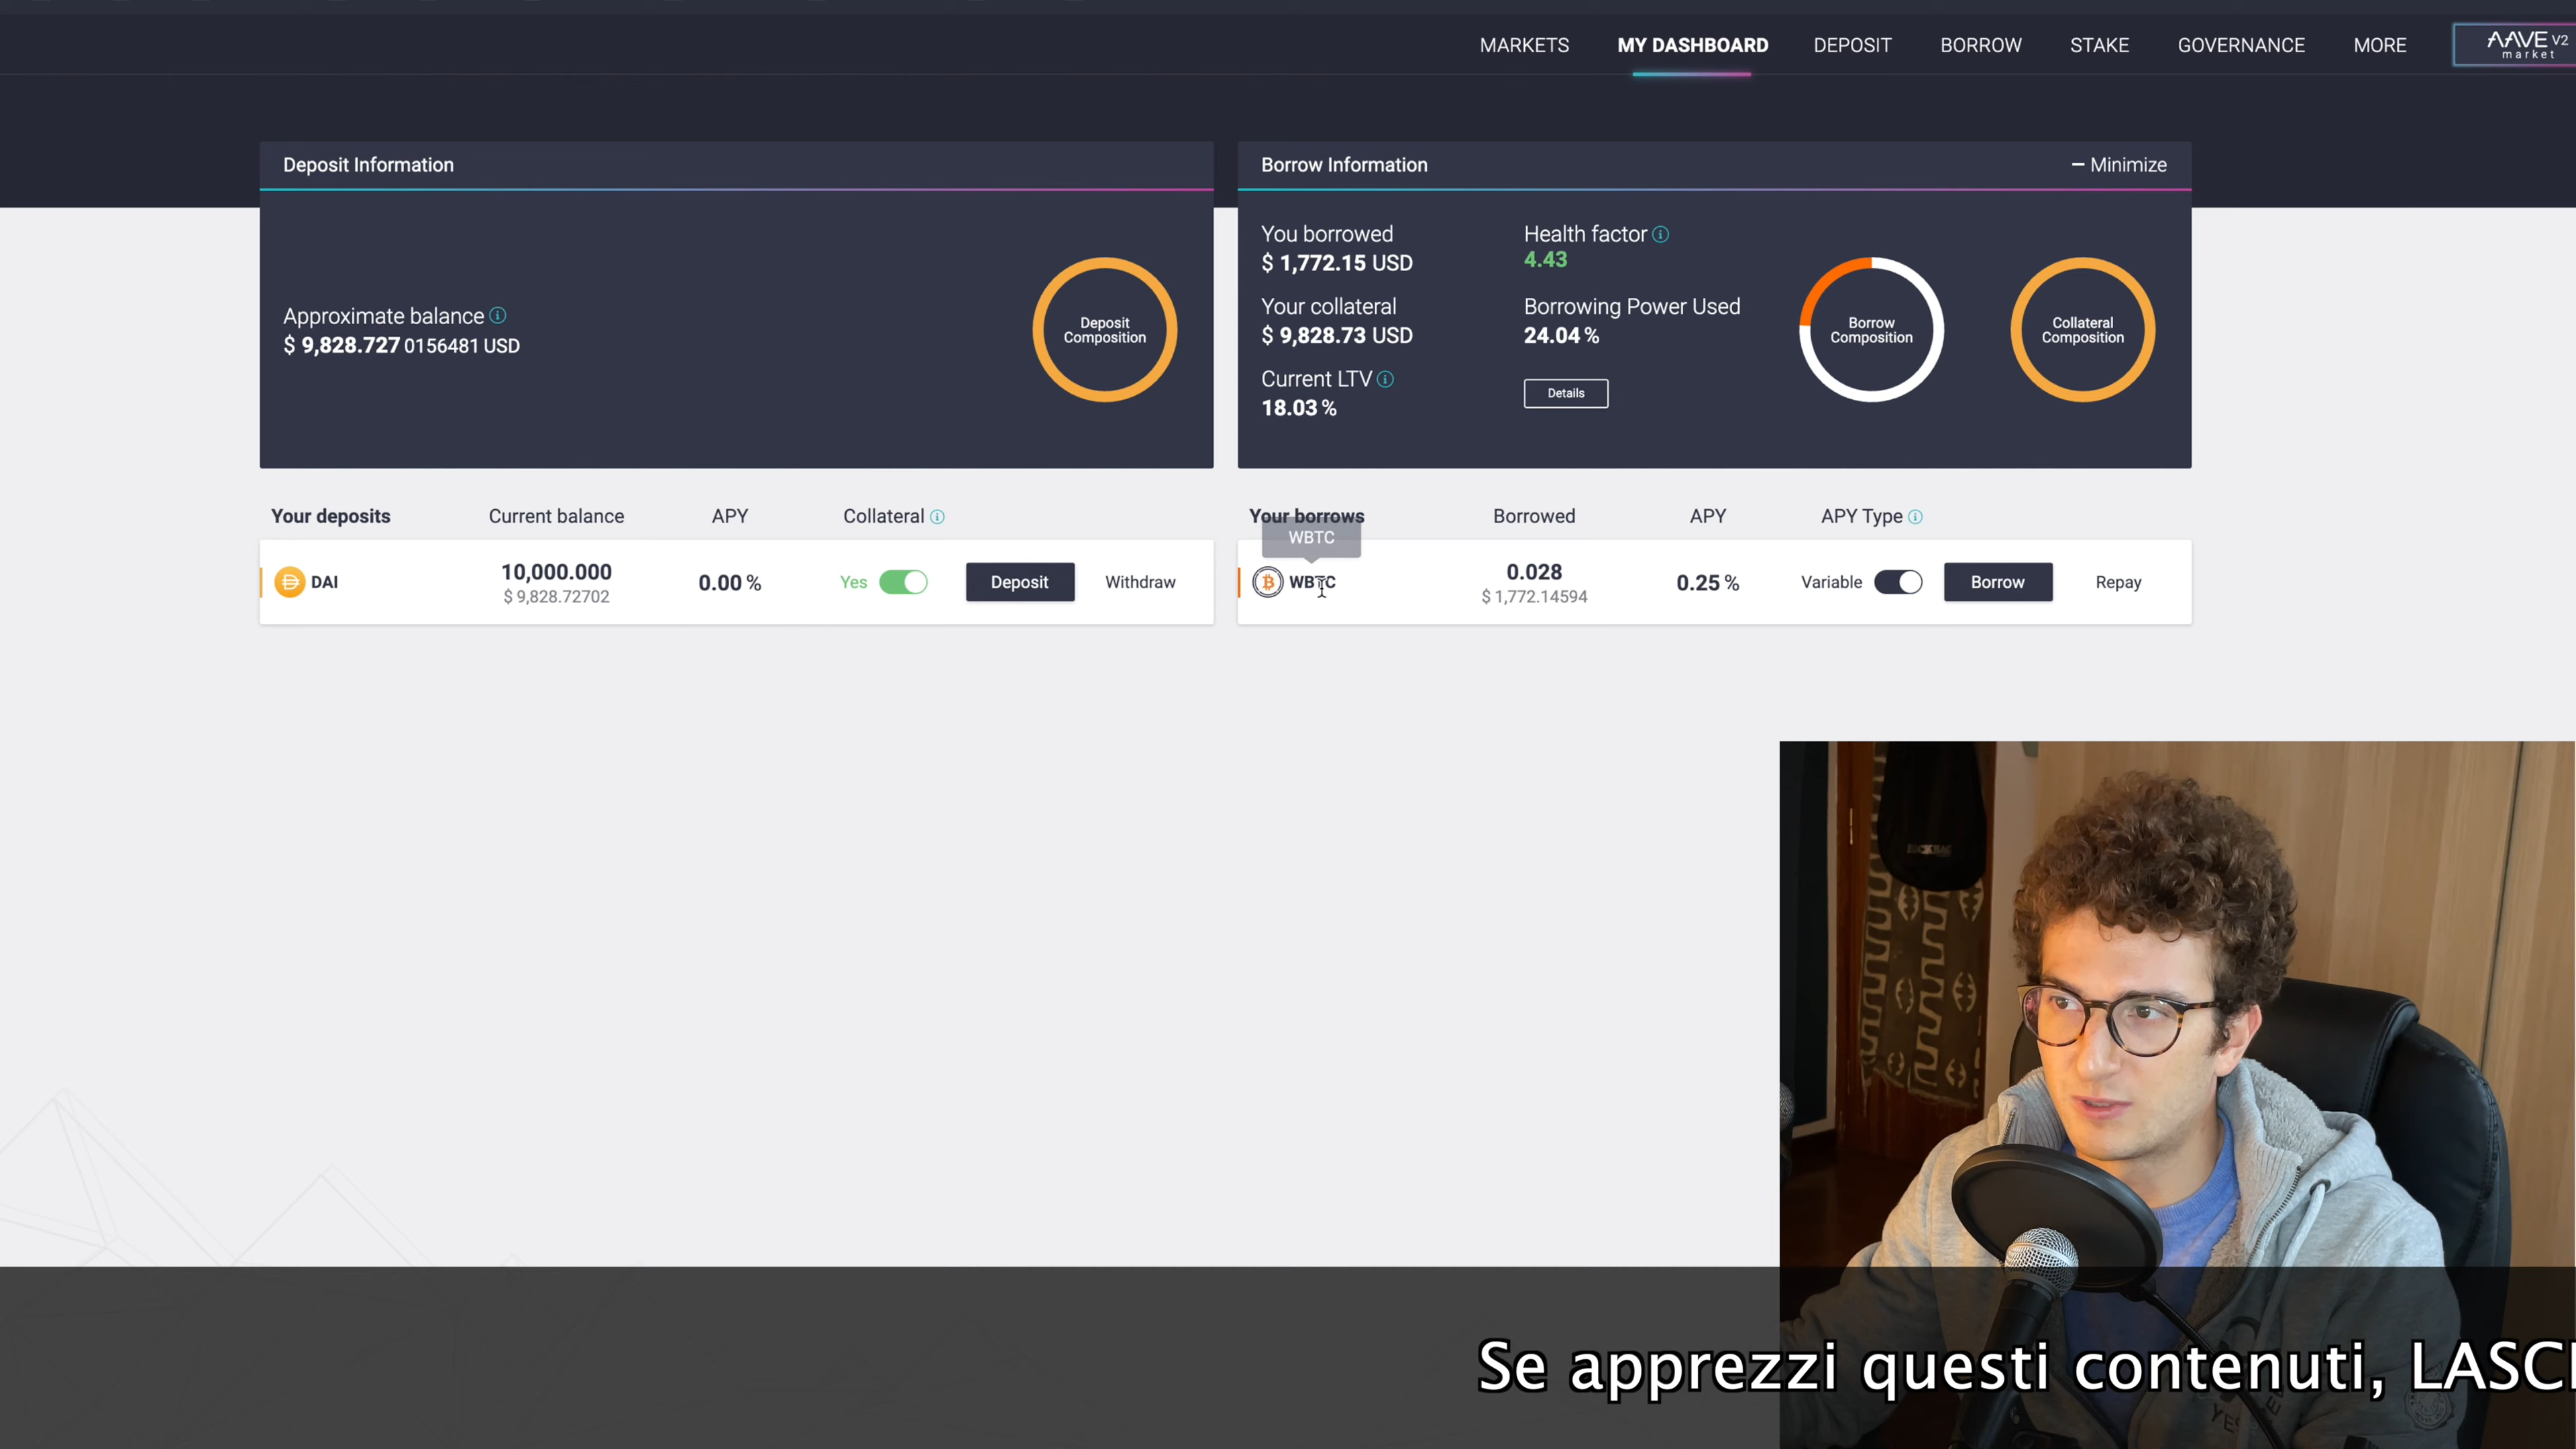 MARKETS
MY DASHBOARD
DEPOSIT
BORROW
STAKE
GOVERNANCE
MORE
AAVE V2
market
Deposit Information
Approximate balance
$ 9,828.727 0156481 USD
Deposit
Composition
Borrow Information
Minimize
You borrowed
$ 1,772.15 USD
Your collateral
$ 9,828.73 USD
Current LTV
18.03 %
Health factor
4.43
Borrowing Power Used
24.04 %
Details
Borrow
Composition
Collateral
Composition
Your deposits
Current balance
APY
Collateral
DAI
10,000.000
$ 9,828.72702
0.00 %
Yes
Deposit
Withdraw
Your borrows
Borrowed
APY
APY Type
WBTC
WBTC
0.028
$ 1,772.14594
0.25 %
Variable
Borrow
Repay
Se apprezzi questi contenuti, LASCI